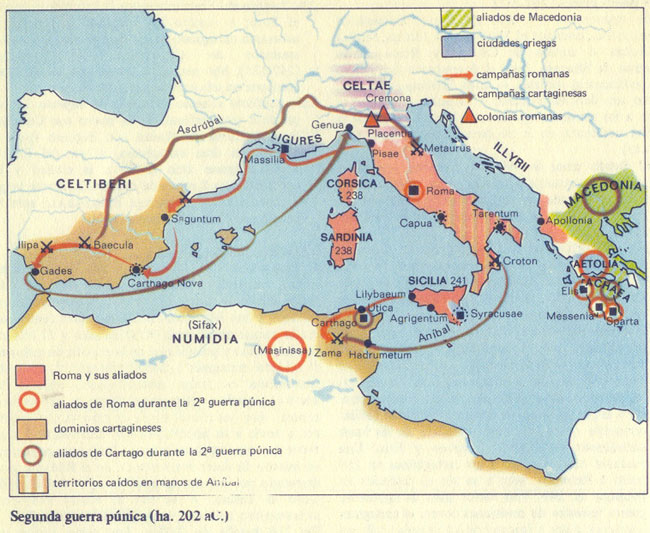 aliados de Macedonia
ciudades griegas
campañas romanas
campañas cartaginesas
colonias romanas
CELTAE
Cremona
Asdrúbal
LIGURES
Genua
Placentia
Pisae
Metaurus
ILLYRII
Massilia
CELTIBERI
CORSICA
238
Roma
MACEDONIA
Saguntum
Capua
Tarentum
Apollonia
Ilipa
Baecula
SARDINIA
238
AETOLIA
Gades
Carthago Nova
Croton
ACHAEA
Elis
SICILIA 241
Lilybaeum
Utica
Messenia
Sparta
(Sifax)
NUMIDIA
Carthago
Agrigentum
Syracusae
Aníbal
(Masinissa)
Zama
Hadrumetum
Roma y sus aliados
aliados de Roma durante la 2ª guerra púnica
dominios cartagineses
aliados de Cartago durante la 2ª guerra púnica
territorios caídos en manos de Aníbal
Segunda guerra púnica (ha. 202 aC.)